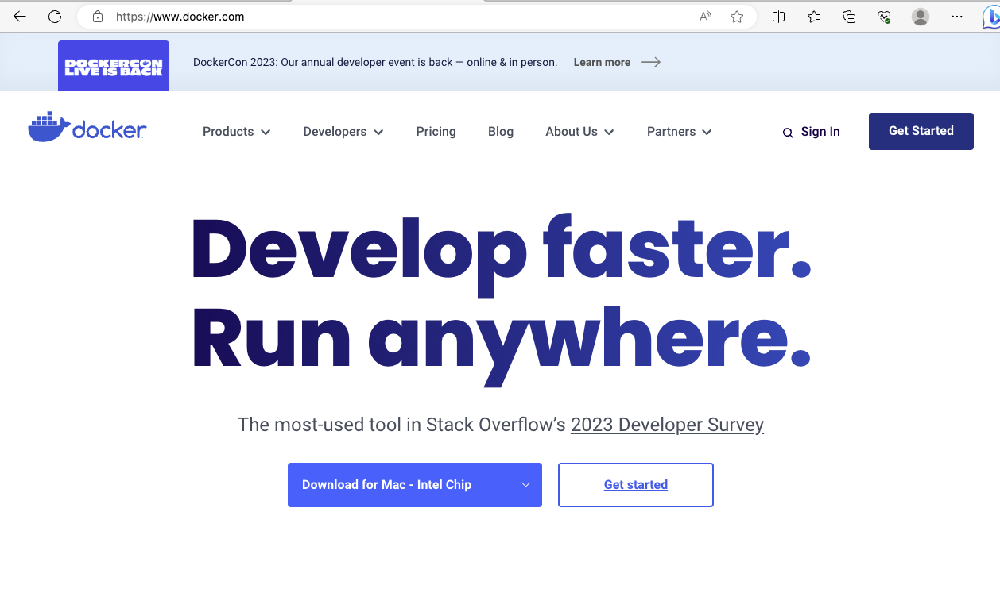 https://www.docker.com
DOCKERCON
LIVE IS BACK
DockerCon 2023: Our annual developer event is back — online & in person. Learn more
docker
Products Developers Pricing Blog About Us Partners Sign In Get Started
Develop faster.
Run anywhere.
The most-used tool in Stack Overflow’s 2023 Developer Survey
Download for Mac - Intel Chip Get started